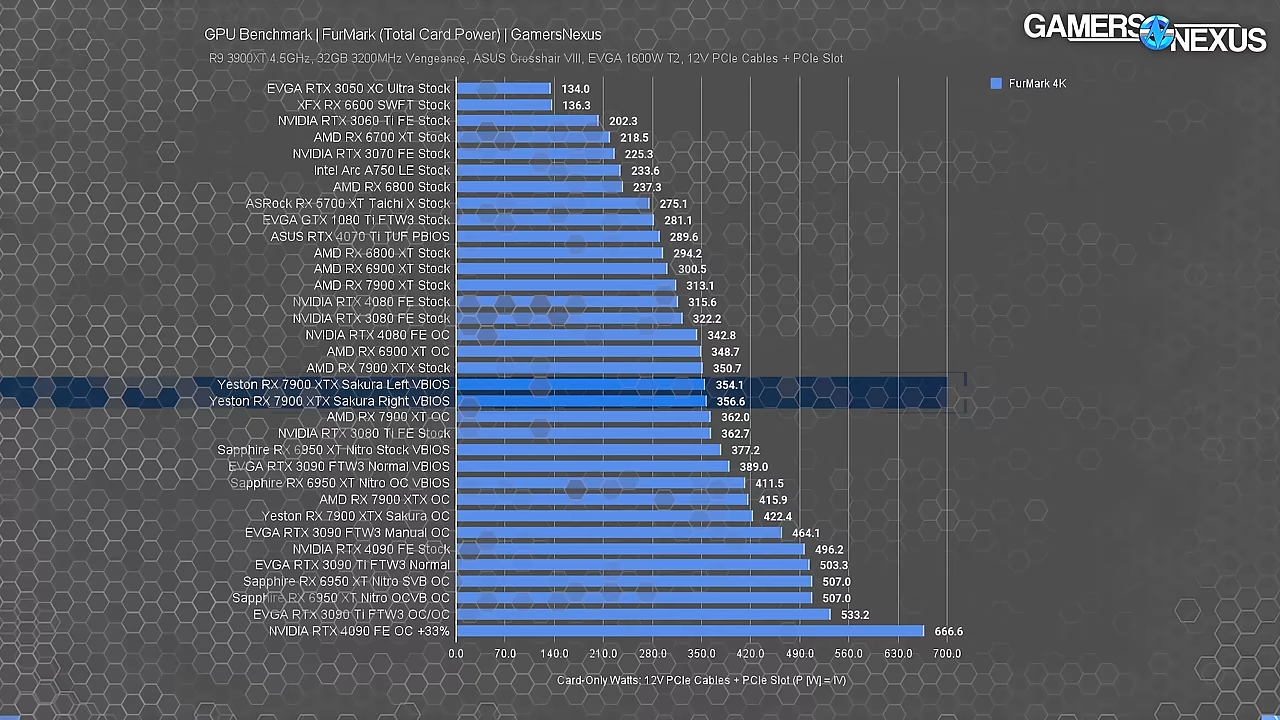 GAMERS NEXUS
GPU Benchmark | FurMark (Total Card Power) | GamersNexus
R9 3900XT 4.5GHz, 32GB 3200MHz Vengeance, ASUS Crosshair VIII, EVGA 1600W T2, 12V PCIe Cables + PCIe Slot
FurMark 4K
EVGA RTX 3050 XC Ultra Stock 134.0
XFX RX 6600 SWFT Stock 136.3
NVIDIA RTX 3060 Ti FE Stock 202.3
AMD RX 6700 XT Stock 218.5
NVIDIA RTX 3070 FE Stock 225.3
Intel Arc A750 LE Stock 233.6
AMD RX 6800 Stock 237.3
ASRock RX 5700 XT Taichi X Stock 275.1
EVGA GTX 1080 Ti FTW3 Stock 281.1
ASUS RTX 4070 Ti TUF PBIOS 289.6
AMD RX 6800 XT Stock 294.2
AMD RX 6900 XT Stock 300.5
AMD RX 7900 XT Stock 313.1
NVIDIA RTX 4080 FE Stock 315.6
NVIDIA RTX 3080 FE Stock 322.2
NVIDIA RTX 4080 FE OC 342.8
AMD RX 6900 XT OC 348.7
AMD RX 7900 XTX Stock 350.7
Yeston RX 7900 XTX Sakura Left VBIOS 354.1
Yeston RX 7900 XTX Sakura Right VBIOS 356.6
AMD RX 7900 XT OC 362.0
NVIDIA RTX 3080 Ti FE Stock 362.7
Sapphire RX 6950 XT Nitro Stock VBIOS 377.2
EVGA RTX 3090 FTW3 Normal VBIOS 389.0
Sapphire RX 6950 XT Nitro OC VBIOS 411.5
AMD RX 7900 XTX OC 415.9
Yeston RX 7900 XTX Sakura OC 422.4
EVGA RTX 3090 FTW3 Manual OC 464.1
NVIDIA RTX 4090 FE Stock 496.2
EVGA RTX 3090 Ti FTW3 Normal 503.3
Sapphire RX 6950 XT Nitro SVB OC 507.0
Sapphire RX 6950 XT Nitro OCVB OC 507.0
EVGA RTX 3090 Ti FTW3 OC/OC 533.2
NVIDIA RTX 4090 FE OC +33% 666.6
0.0 70.0 140.0 210.0 280.0 350.0 420.0 490.0 560.0 630.0 700.0
Card-Only Watts: 12V PCIe Cables + PCIe Slot (P [W] = IV)